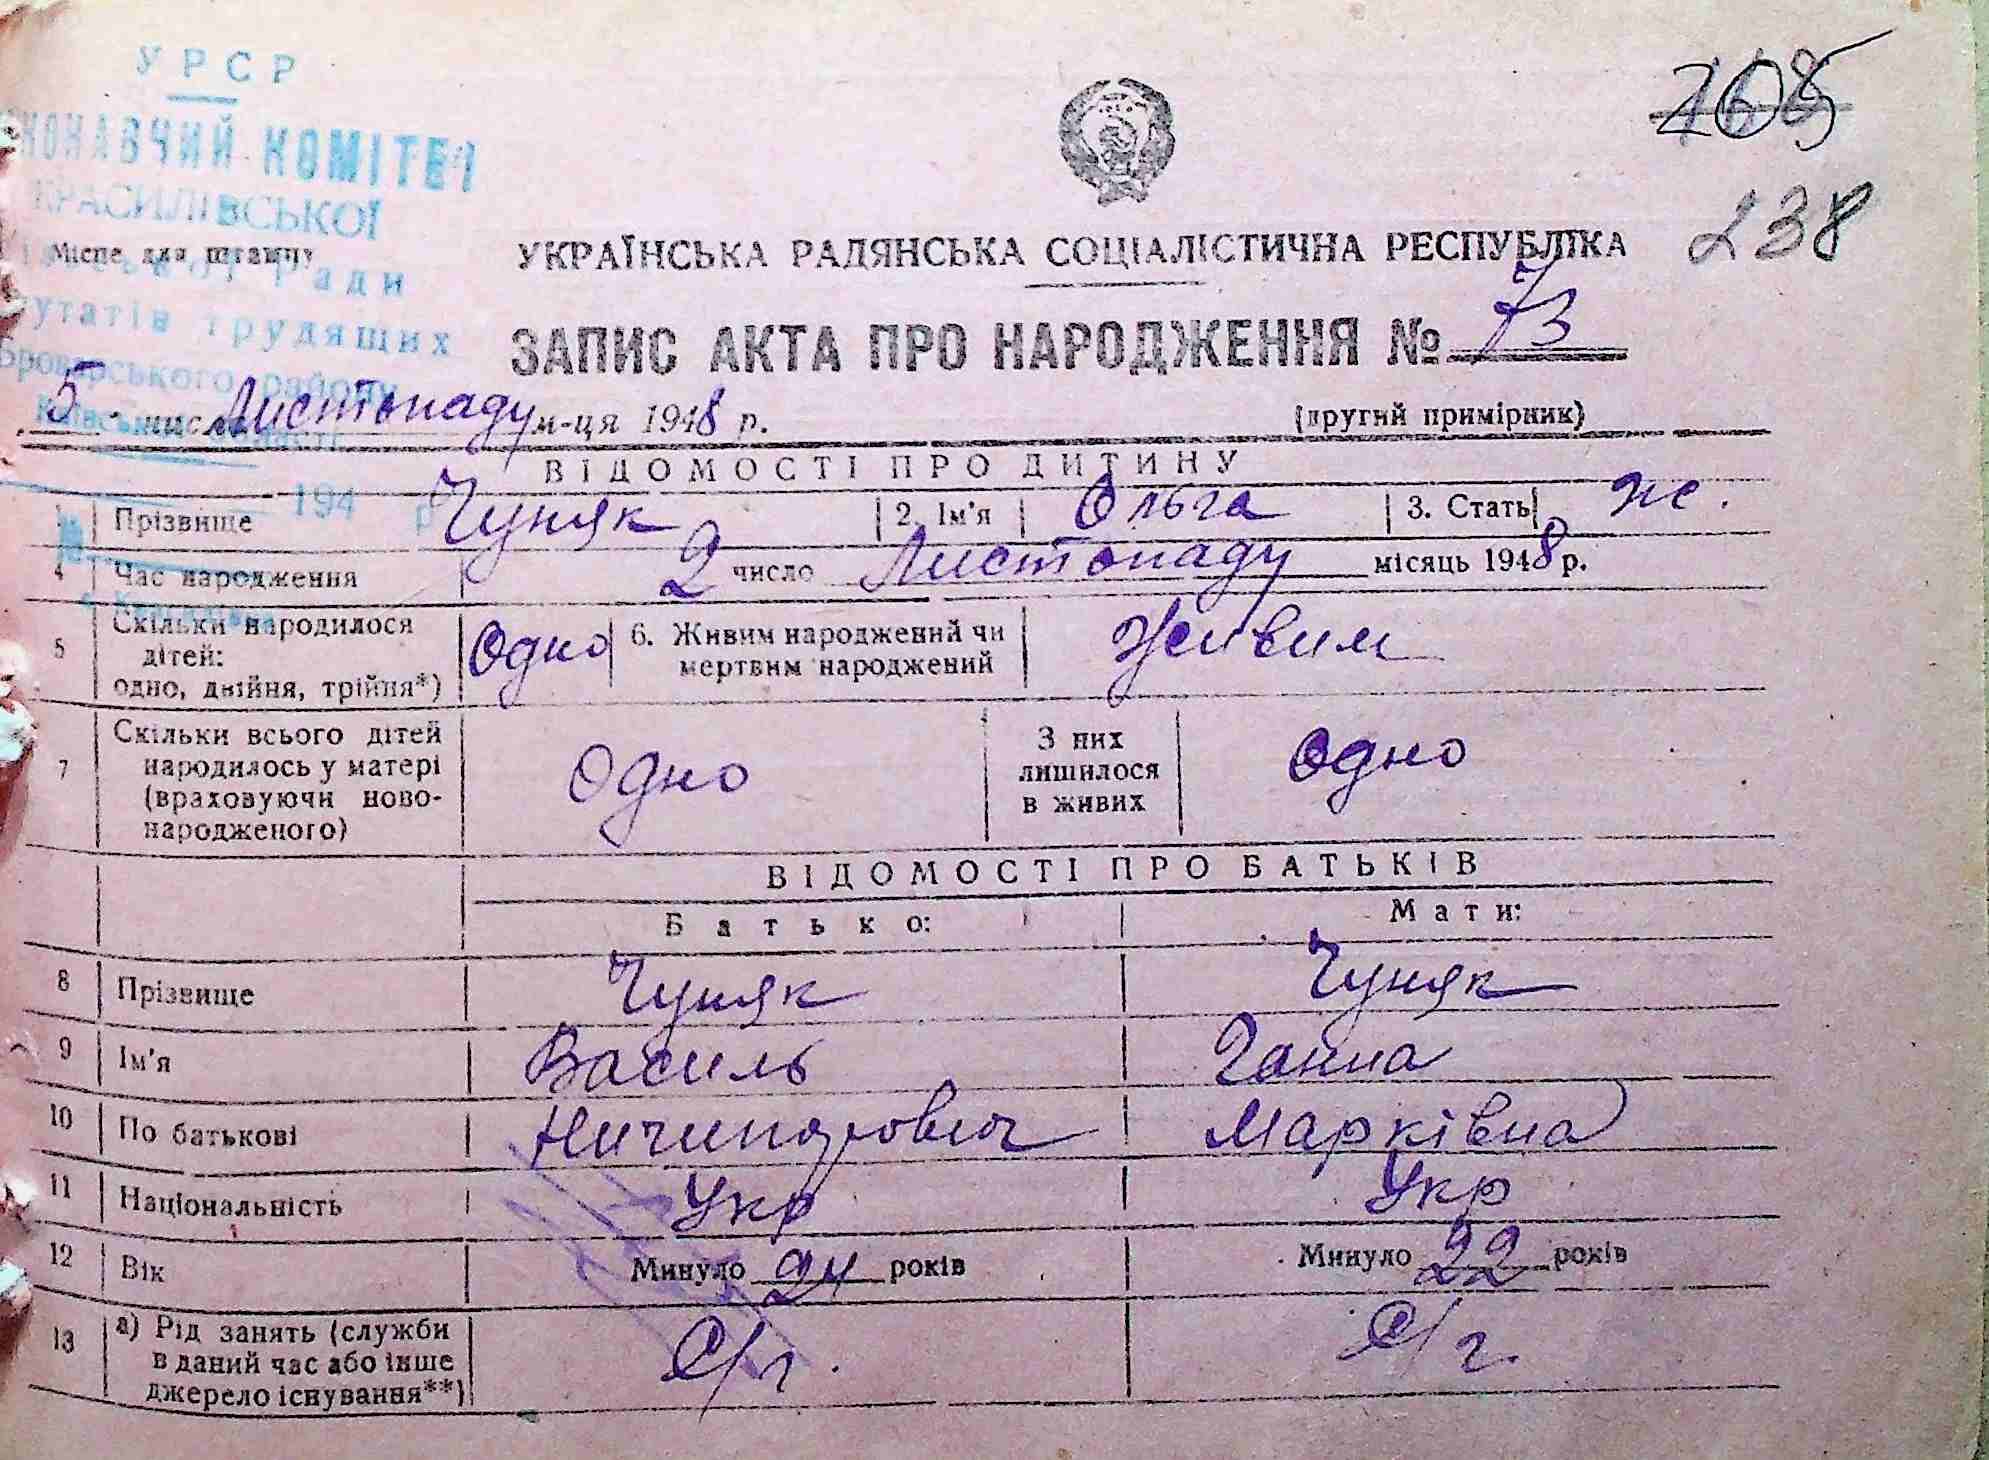 УРСР
КОНАВЧИЙ КОМІТЕТ
КРАСИЛІВСЬКОЇ
Місце для штампу
ради
утатів трудящих
Броварського району
Київської області
194 р
205
238
УКРАЇНСЬКА РАДЯНСЬКА СОЦІАЛІСТИЧНА РЕСПУБЛІКА
ЗАПИС АКТА ПРО НАРОДЖЕННЯ № 73
5 число Листопаду м-ця 1948 р. (другий примірник)
ВІДОМОСТІ ПРО ДИТИНУ
1 Прізвище Чуняк 2. Ім'я Ольга 3. Стать ж.
4 Час народження 2 число Листопаду місяць 1948 р.
5 Скільки народилося дітей: одно, двійня, трійня*) Одно 6. Живим народжений чи мертвим народжений Живим
7 Скільки всього дітей народилось у матері (враховуючи новонародженого) Одно З них лишилося в живих Одно
ВІДОМОСТІ ПРО БАТЬКІВ
Батько: Мати:
8 Прізвище Чуняк Чуняк
9 Ім'я Василь Ганна
10 По батькові Ничипорович Марківна
11 Національність Укр Укр
12 Вік Минуло 24 років Минуло 22 років
13 а) Рід занять (служби в даний час або інше джерело існування**) С/г. С/г.